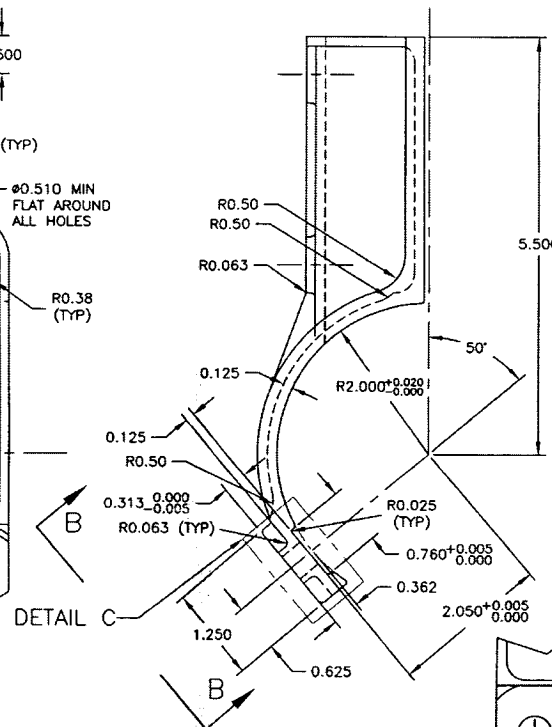 (TYP)
Ø0.510 MIN
FLAT AROUND
ALL HOLES
R0.38
(TYP)
R0.50
R0.50
R0.063
5.500
50°
R2.000 +0.020 -0.000
0.125
0.125
R0.50
0.313 0.000 -0.005
R0.063 (TYP)
B
R0.025
(TYP)
0.760 +0.005 0.000
0.362
2.050 +0.005 0.000
DETAIL C
1.250
0.625
B